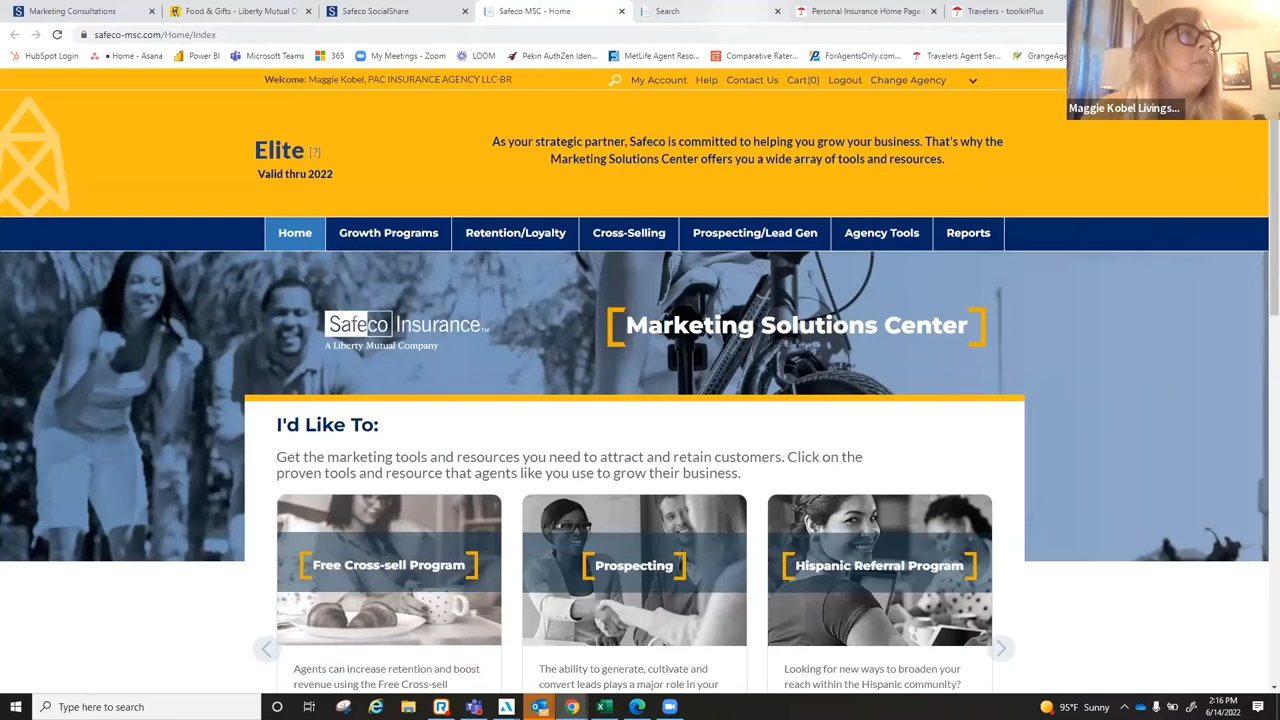 Marketing Consultations
Food & Gifts - Liberty Mutual
Safeco SocialShare
Safeco MSC - Home
Search
Personal Insurance Home Page
Travelers - toolkitPlus
safeco-msc.com/Home/Index
HubSpot Login
Home - Asana
Power BI
Microsoft Teams
365
My Meetings - Zoom
LOOM
Pekin AuthZen Iden...
MetLife Agent Reso...
Comparative Rater...
ForAgentsOnly.com...
Travelers Agent Ser...
GrangeAge
Maggie Kobel Livings...
Welcome: Maggie Kobel, PAC INSURANCE AGENCY LLC-BR
My Account Help Contact Us Cart(0) Logout Change Agency
Elite [?]
Valid thru 2022
As your strategic partner, Safeco is committed to helping you grow your business. That's why the
Marketing Solutions Center offers you a wide array of tools and resources.
Home Growth Programs Retention/Loyalty Cross-Selling Prospecting/Lead Gen Agency Tools Reports
Safeco Insurance™
A Liberty Mutual Company
[Marketing Solutions Center]
I'd Like To:
Get the marketing tools and resources you need to attract and retain customers. Click on the
proven tools and resource that agents like you use to grow their business.
[Free Cross-sell Program]
[Prospecting]
[Hispanic Referral Program]
Agents can increase retention and boost
revenue using the Free Cross-sell
The ability to generate, cultivate and
convert leads plays a major role in your
Looking for new ways to broaden your
reach within the Hispanic community?
Type here to search
95°F Sunny
2:16 PM
6/14/2022